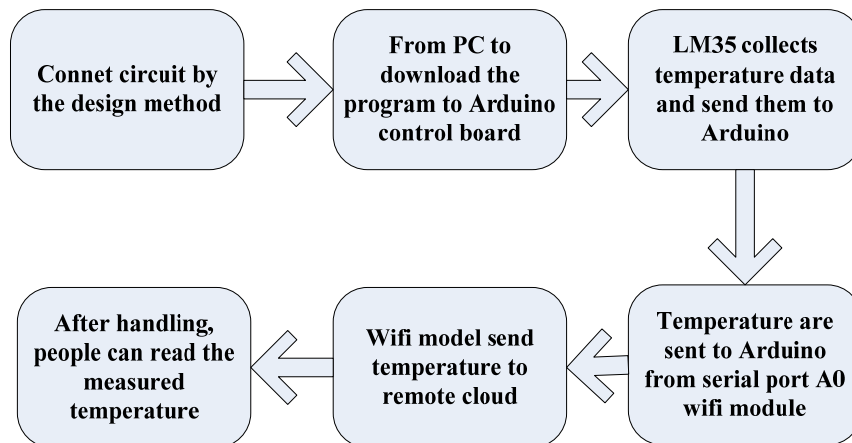 Connet circuit by
the design method
From PC to
download the
program to Arduino
control board
LM35 collects
temperature data
and send them to
Arduino
Temperature are
sent to Arduino
from serial port A0
wifi module
Wifi model send
temperature to
remote cloud
After handling,
people can read the
measured
temperature